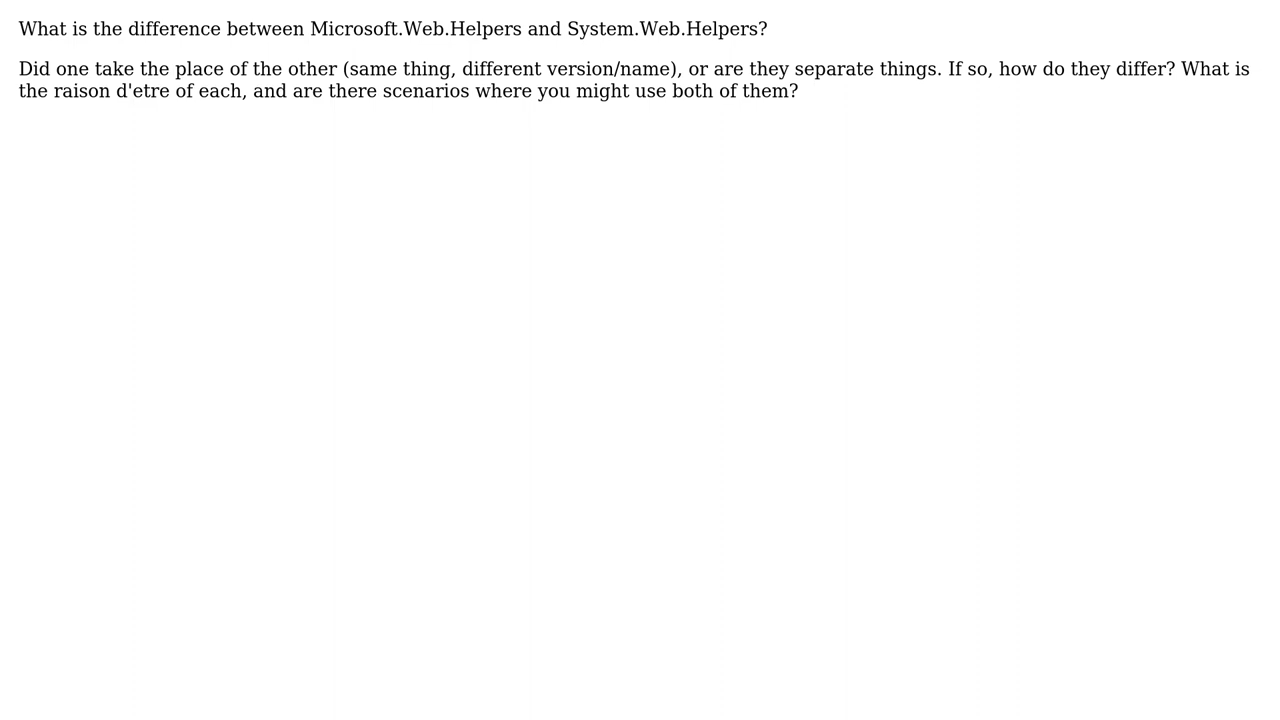 What is the difference between Microsoft.Web.Helpers and System.Web.Helpers?
Did one take the place of the other (same thing, different version/name), or are they separate things. If so, how do they differ? What is
the raison d'etre of each, and are there scenarios where you might use both of them?